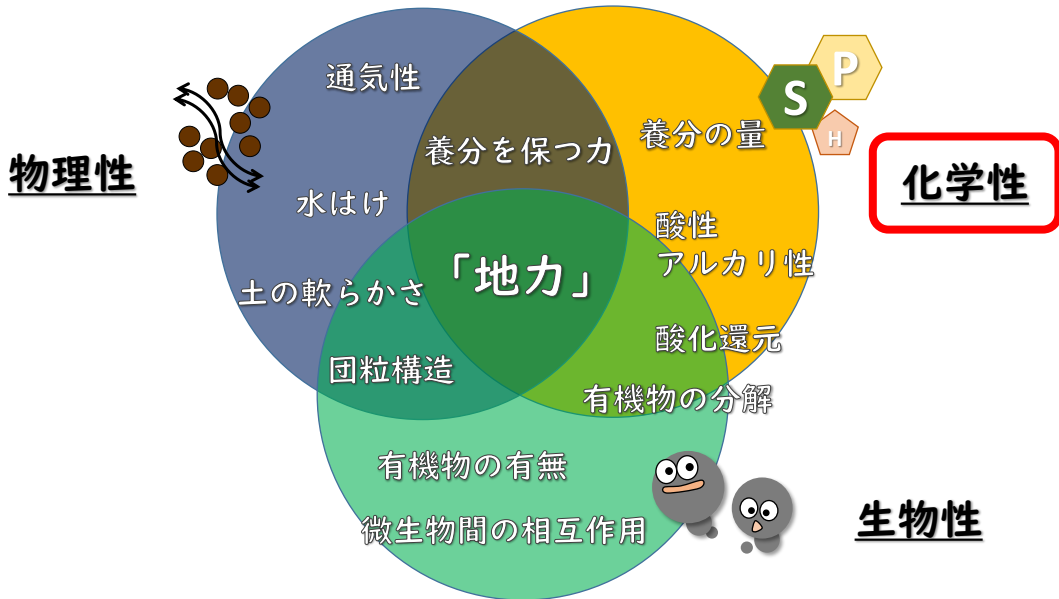 通気性
P
S
養分の量
H
養分を保つ力
物理性
化学性
水はけ
酸性
アルカリ性
「地力」
土の軟らかさ
酸化還元
団粒構造
有機物の分解
有機物の有無
微生物間の相互作用
生物性